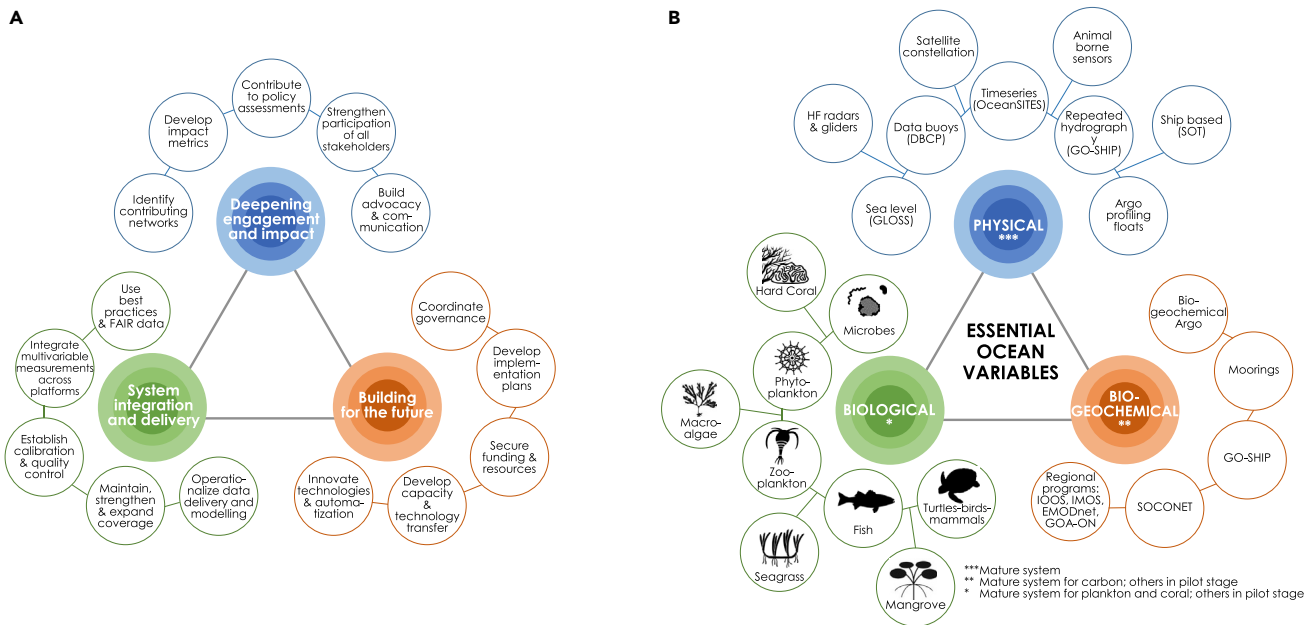 A
Contribute
to policy
assessments
Develop
impact
metrics
Strengthen
participation
of all
stakeholders
Identify
contributing
networks
Build
advocacy
& com-
munication
Deepening
engagement
and impact
Use
best
practices
& FAIR data
Integrate
multivariable
measurements
across
platforms
Establish
calibration
& quality
control
Maintain,
strengthen
& expand
coverage
Operatio-
nalize data
delivery and
modelling
System
integration
and delivery
Coordinate
governance
Develop
implem-
entation
plans
Secure
funding &
resources
Develop
capacity &
technology
transfer
Innovate
technologies
& automa-
tization
Building
for the future
B
Satellite
constellation
Animal
borne
sensors
Timeseries
(OceanSITES)
HF radars
& gliders
Data buoys
(DBCP)
Repeated
hydrograph
y
(GO-SHIP)
Ship based
(SOT)
Sea level
(GLOSS)
Argo
profiling
floats
PHYSICAL
***
Hard Coral
Microbes
Phyto-
plankton
Macro-
algae
Zoo-
plankton
Fish
Turtles-birds-
mammals
Seagrass
Mangrove
BIOLOGICAL
*
ESSENTIAL
OCEAN
VARIABLES
Bio-
geochemical
Argo
Moorings
GO-SHIP
SOCONET
Regional
programs:
IOOS, IMOS,
EMODnet,
GOA-ON
BIO-
GEOCHEMICAL
**
***Mature system
** Mature system for carbon; others in pilot stage
* Mature system for plankton and coral; others in pilot stage